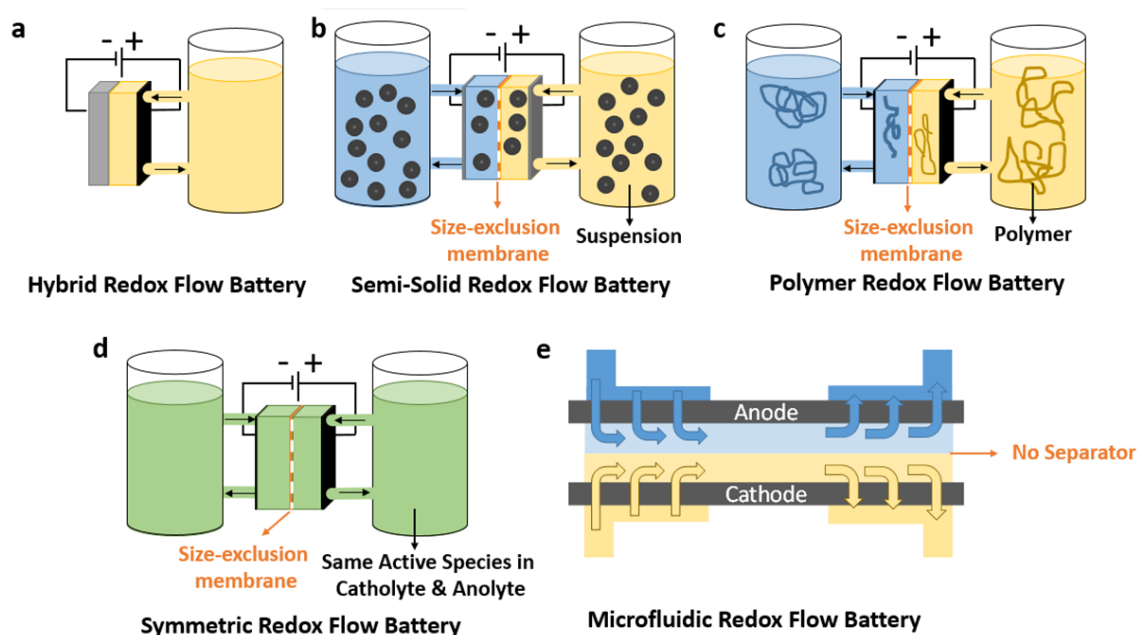 a
- +
Hybrid Redox Flow Battery
b
- +
Size-exclusion
membrane
Suspension
Semi-Solid Redox Flow Battery
c
- +
Size-exclusion
membrane
Polymer
Polymer Redox Flow Battery
d
- +
Size-exclusion
membrane
Same Active Species in
Catholyte & Anolyte
Symmetric Redox Flow Battery
e
Anode
No Separator
Cathode
Microfluidic Redox Flow Battery